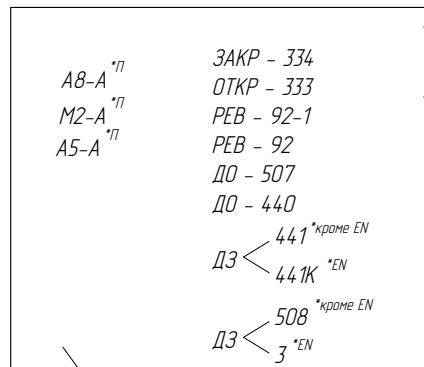 А8-А *П
М2-А *П
А5-А *П
ЗАКР - 334
ОТКР - 333
РЕВ - 92-1
РЕВ - 92
ДО - 507
ДО - 440
441 *кроме EN
ДЗ
441К *EN
508 *кроме EN
ДЗ
3 *EN